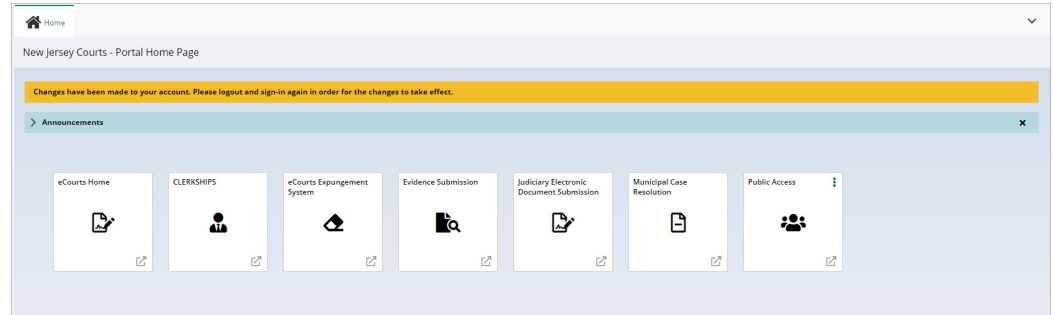 Home
New Jersey Courts - Portal Home Page
Changes have been made to your account. Please logout and sign-in again in order for the changes to take effect.
Announcements
eCourts Home
CLERKSHIPS
eCourts Expungement
System
Evidence Submission
Judiciary Electronic
Document Submission
Municipal Case
Resolution
Public Access